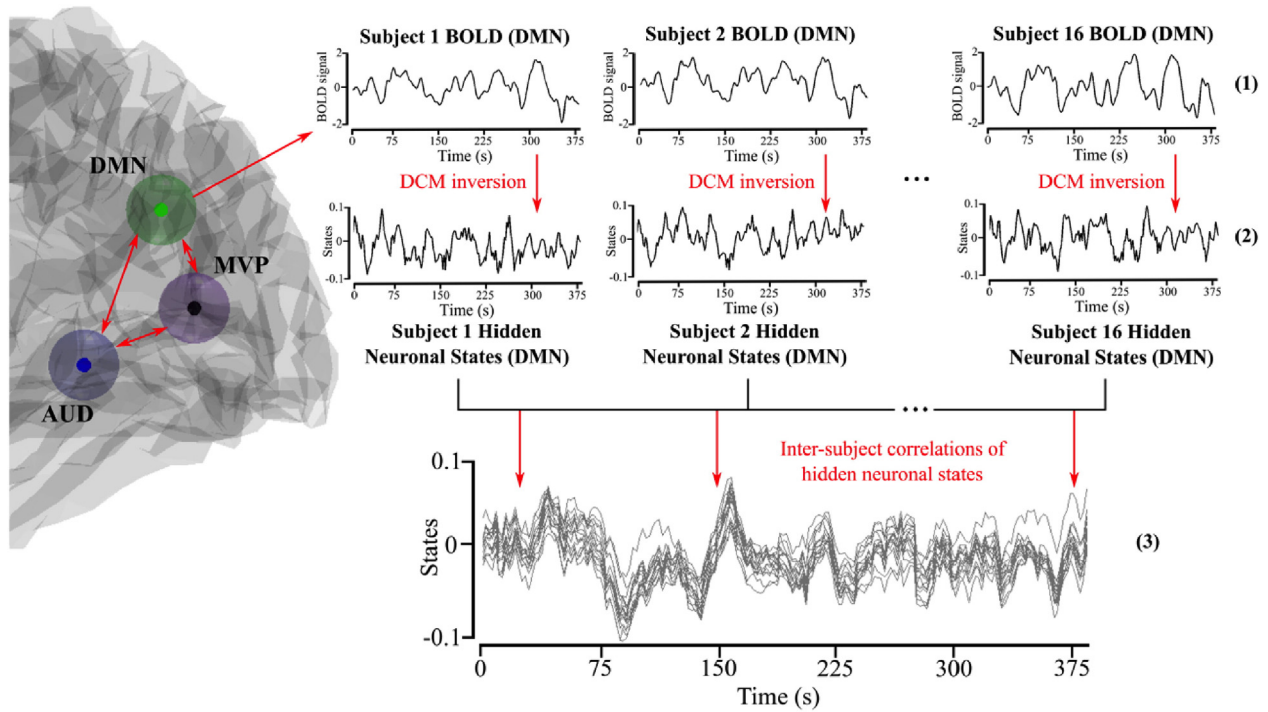 Subject 1 BOLD (DMN)
Subject 2 BOLD (DMN)
Subject 16 BOLD (DMN)
BOLD signal
2
0
-2
0 75 150 225 300 375
Time (s)
BOLD signal
2
0
-2
0 75 150 225 300 375
Time (s)
BOLD signal
2
0
-2
0 75 150 225 300 375
Time (s)
(1)
DMN
MVP
AUD
DCM inversion
DCM inversion
...
DCM inversion
States
0.1
0
-0.1
0 75 150 225 300 375
Time (s)
States
0.1
0
-0.1
0 75 150 225 300 375
Time (s)
States
0.1
0
-0.1
0 75 150 225 300 375
Time (s)
(2)
Subject 1 Hidden
Neuronal States (DMN)
Subject 2 Hidden
Neuronal States (DMN)
Subject 16 Hidden
Neuronal States (DMN)
...
Inter-subject correlations of
hidden neuronal states
States
0.1
0
-0.1
0 75 150 225 300 375
Time (s)
(3)